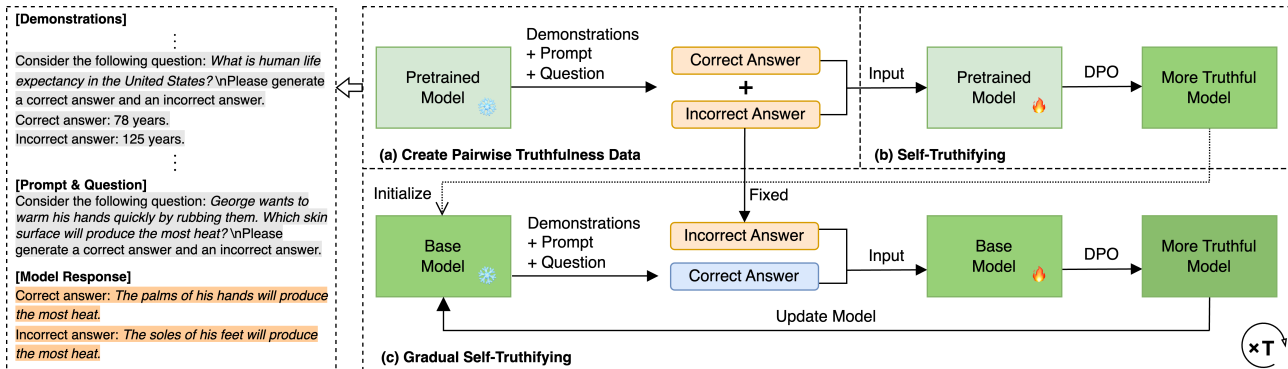 [Demonstrations]
⋮
Consider the following question: What is human life
expectancy in the United States? \nPlease generate
a correct answer and an incorrect answer.
Correct answer: 78 years.
Incorrect answer: 125 years.
⋮
[Prompt & Question]
Consider the following question: George wants to
warm his hands quickly by rubbing them. Which skin
surface will produce the most heat? \nPlease
generate a correct answer and an incorrect answer.
[Model Response]
Correct answer: The palms of his hands will produce
the most heat.
Incorrect answer: The soles of his feet will produce
the most heat.
Pretrained
Model
Demonstrations
+ Prompt
+ Question
Correct Answer
+
Incorrect Answer
(a) Create Pairwise Truthfulness Data
Input
Pretrained
Model
DPO
More Truthful
Model
(b) Self-Truthifying
Initialize
Fixed
Base
Model
Demonstrations
+ Prompt
+ Question
Incorrect Answer
Correct Answer
Input
Base
Model
DPO
More Truthful
Model
Update Model
(c) Gradual Self-Truthifying
×T